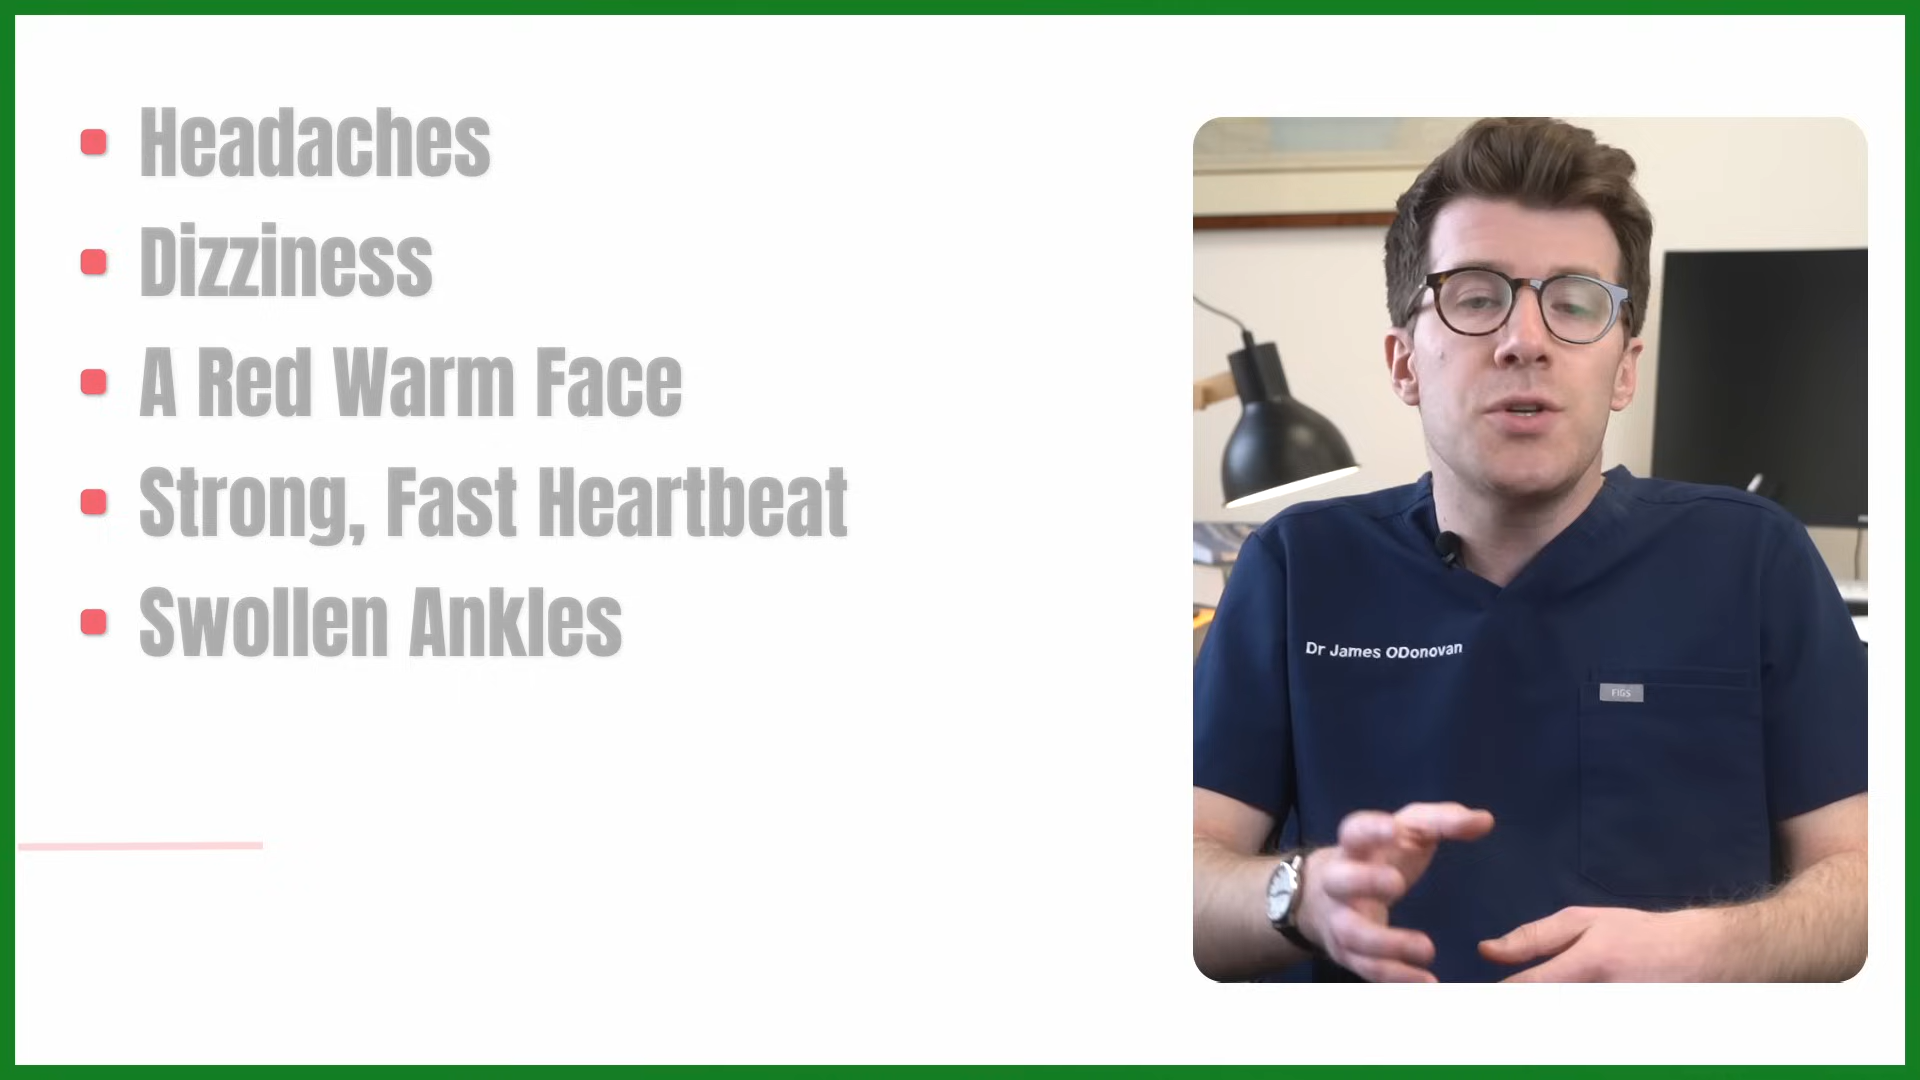 Headaches
Dizziness
A Red Warm Face
Strong, Fast Heartbeat
Swollen Ankles
Dr James ODonovan
FIGS